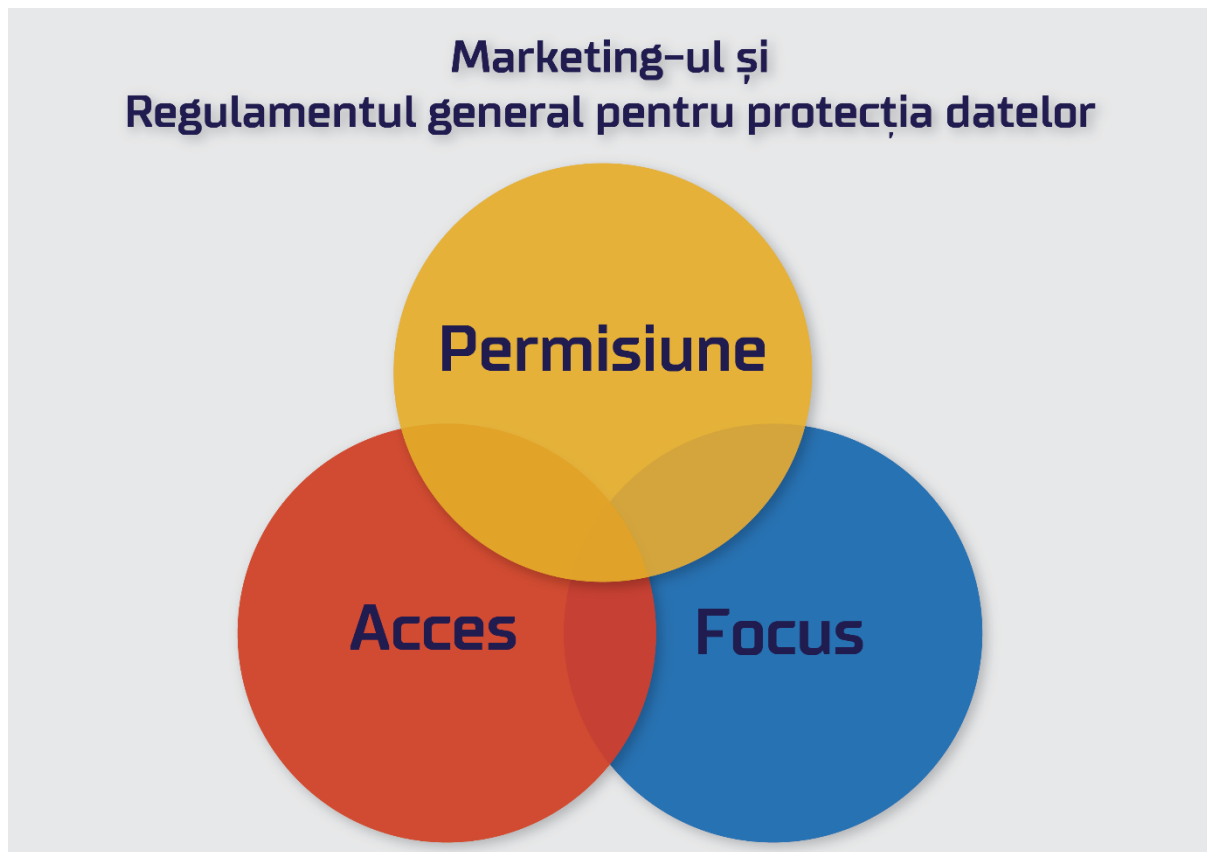 Marketing-ul și
Regulamentul general pentru protecția datelor
Permisiune
Acces
Focus